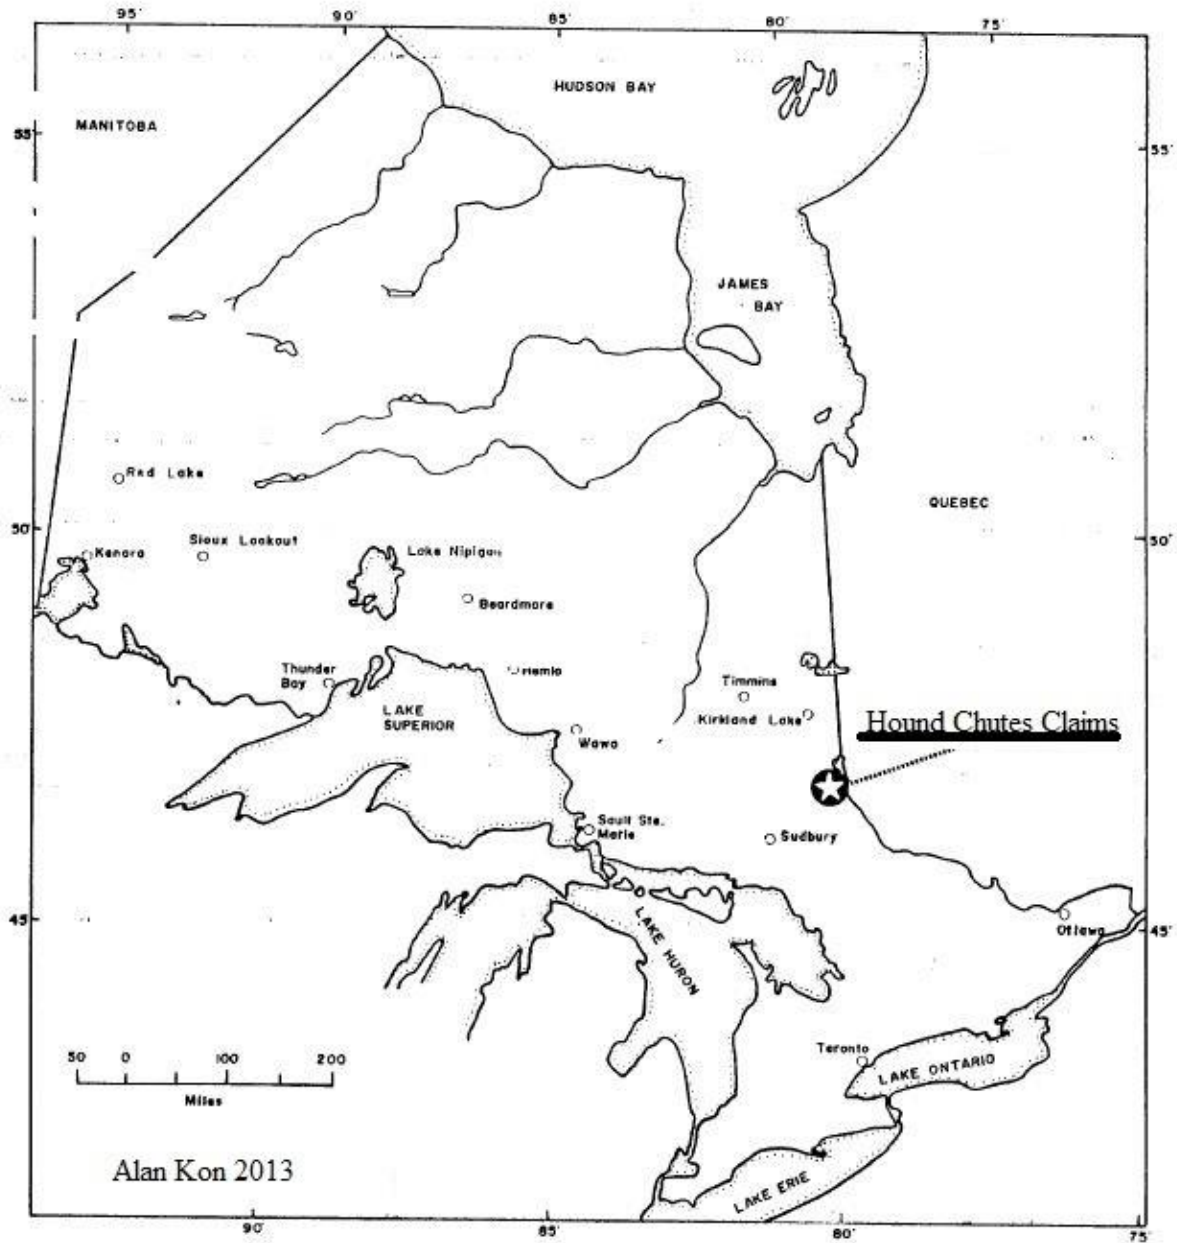 95' 90' 85' 80' 75'
HUDSON BAY
MANITOBA
55' 55'
JAMES
BAY
Rnd Lake
QUEBEC
50' 50'
Kenora
Sioux Lookout
Lake Nipigon
Beardmore
Thunder
Bay
Hemlo
Timmins
LAKE
SUPERIOR
Kirkland Lake
Hound Chutes Claims
Wawa
Sault Ste.
Marie
Sudbury
45' 45'
Ottawa
LAKE HURON
Teronto
LAKE ONTARIO
50 0 100 200
Miles
Alan Kon 2013
LAKE ERIE
90' 85' 80' 75'